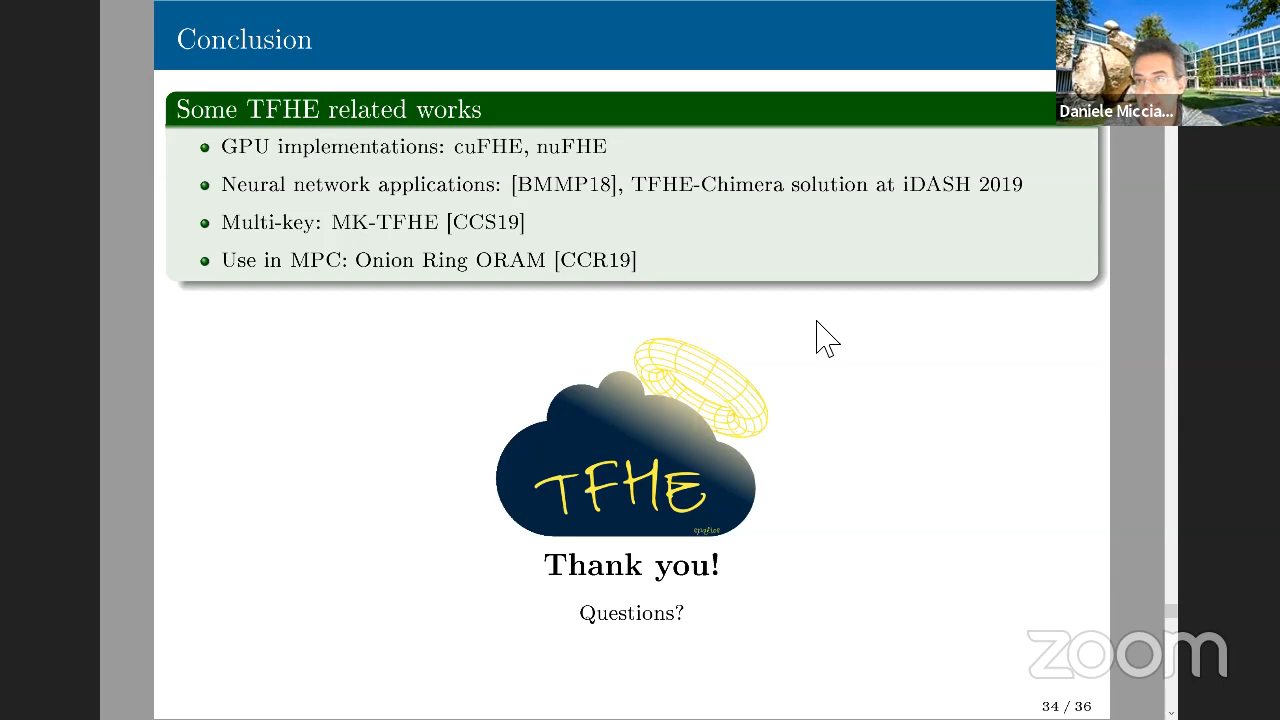 Conclusion
Some TFHE related works
GPU implementations: cuFHE, nuFHE
Neural network applications: [BMMP18], TFHE-Chimera solution at iDASH 2019
Multi-key: MK-TFHE [CCS19]
Use in MPC: Onion Ring ORAM [CCR19]
Daniele Miccia...
TFHE
Thank you!
Questions?
zoom
34 / 36